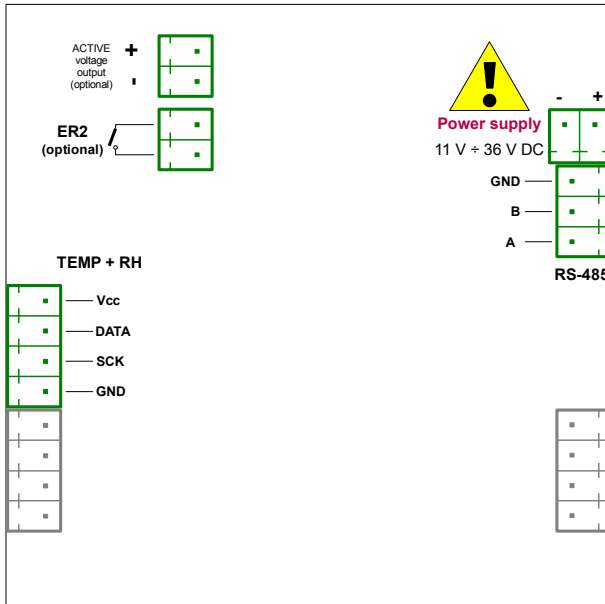 ACTIVE
voltage
output
(optional)
+
-
ER2
(optional)
!
Power supply
11 V ÷ 36 V DC
- +
GND
B
A
RS-485
TEMP + RH
Vcc
DATA
SCK
GND